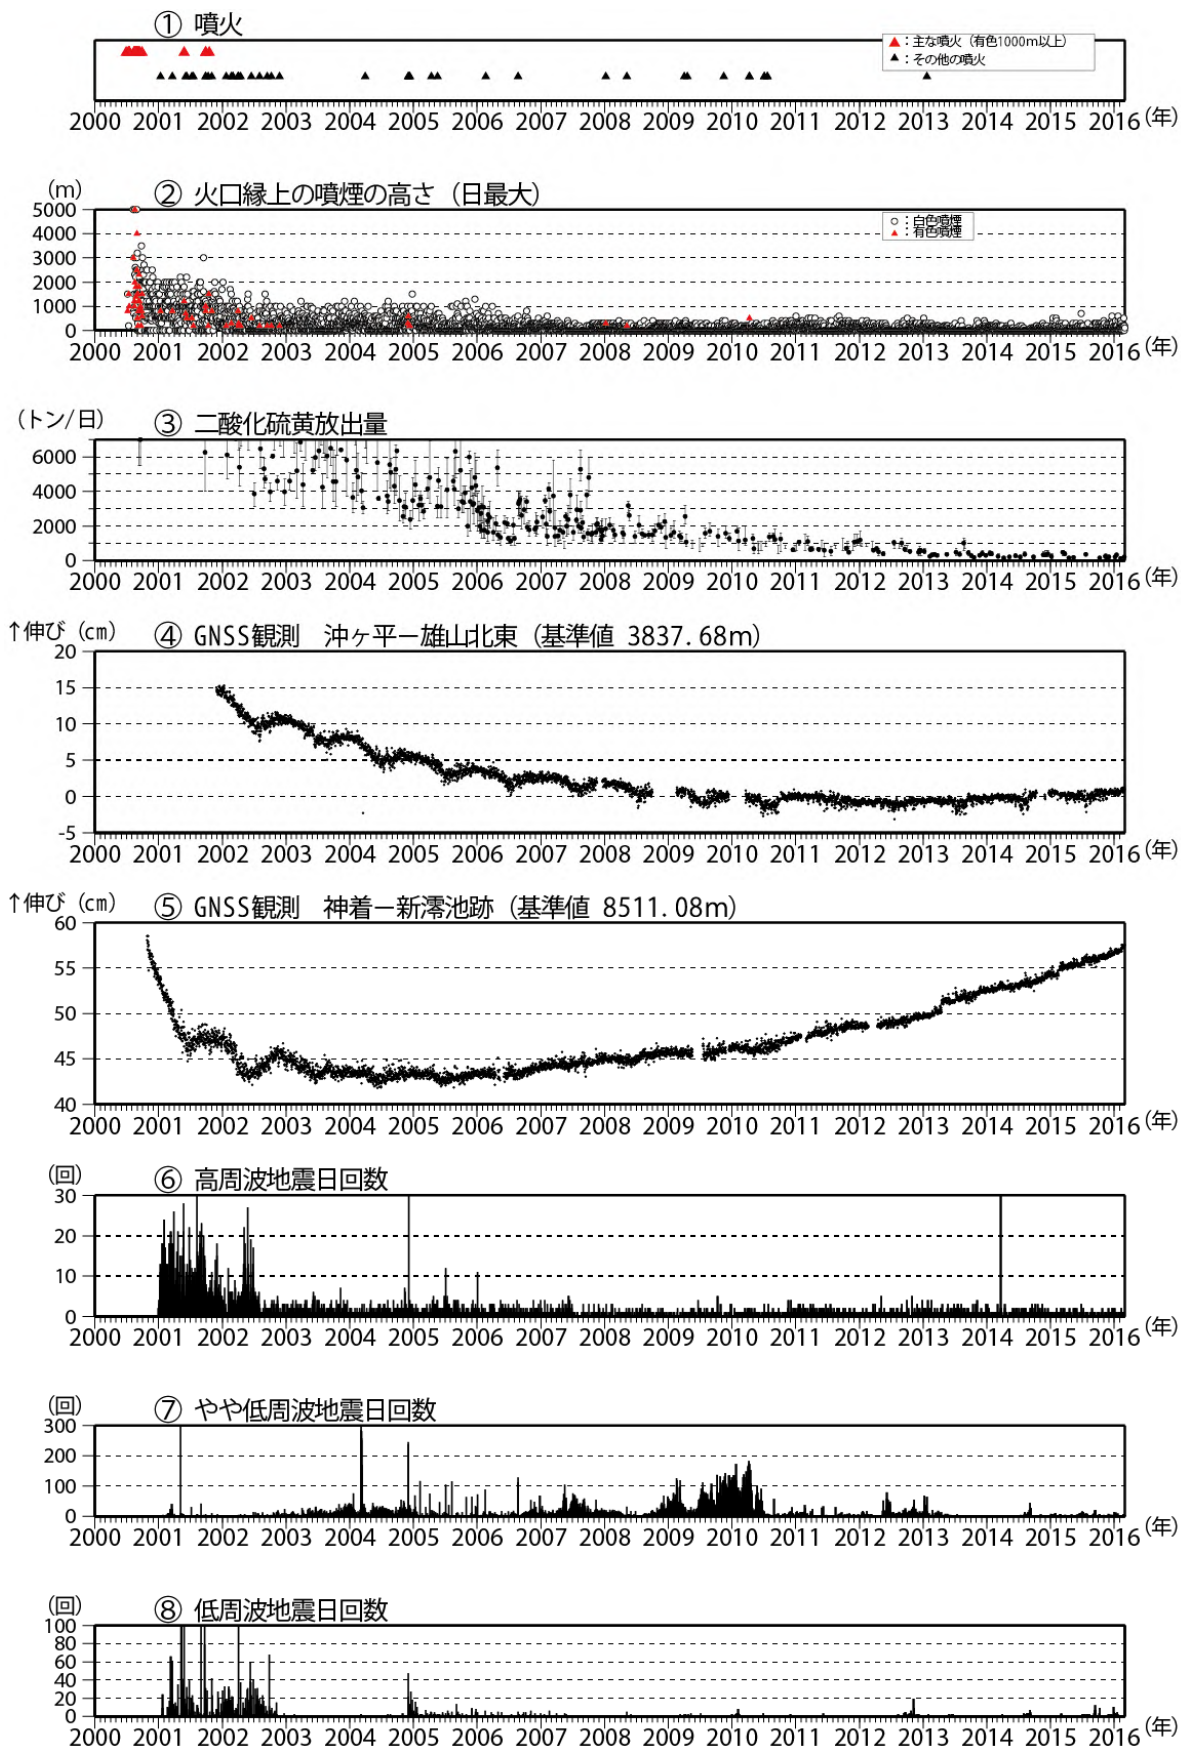 ① 噴火
▲：主な噴火（有色1000m以上）
▲：その他の噴火
2000 2001 2002 2003 2004 2005 2006 2007 2008 2009 2010 2011 2012 2013 2014 2015 2016 (年)
(m) ② 火口縁上の噴煙の高さ（日最大）
○：白色噴煙
▲：有色噴煙
5000
4000
3000
2000
1000
0
2000 2001 2002 2003 2004 2005 2006 2007 2008 2009 2010 2011 2012 2013 2014 2015 2016 (年)
(トン/日) ③ 二酸化硫黄放出量
6000
4000
2000
0
2000 2001 2002 2003 2004 2005 2006 2007 2008 2009 2010 2011 2012 2013 2014 2015 2016 (年)
↑伸び (cm) ④ GNSS観測 沖ヶ平－雄山北東（基準値 3837.68m）
20
15
10
5
0
-5
2000 2001 2002 2003 2004 2005 2006 2007 2008 2009 2010 2011 2012 2013 2014 2015 2016 (年)
↑伸び (cm) ⑤ GNSS観測 神着－新澪池跡（基準値 8511.08m）
60
55
50
45
40
2000 2001 2002 2003 2004 2005 2006 2007 2008 2009 2010 2011 2012 2013 2014 2015 2016 (年)
(回) ⑥ 高周波地震日回数
30
20
10
0
2000 2001 2002 2003 2004 2005 2006 2007 2008 2009 2010 2011 2012 2013 2014 2015 2016 (年)
(回) ⑦ やや低周波地震日回数
300
200
100
0
2000 2001 2002 2003 2004 2005 2006 2007 2008 2009 2010 2011 2012 2013 2014 2015 2016 (年)
(回) ⑧ 低周波地震日回数
100
80
60
40
20
0
2000 2001 2002 2003 2004 2005 2006 2007 2008 2009 2010 2011 2012 2013 2014 2015 2016 (年)